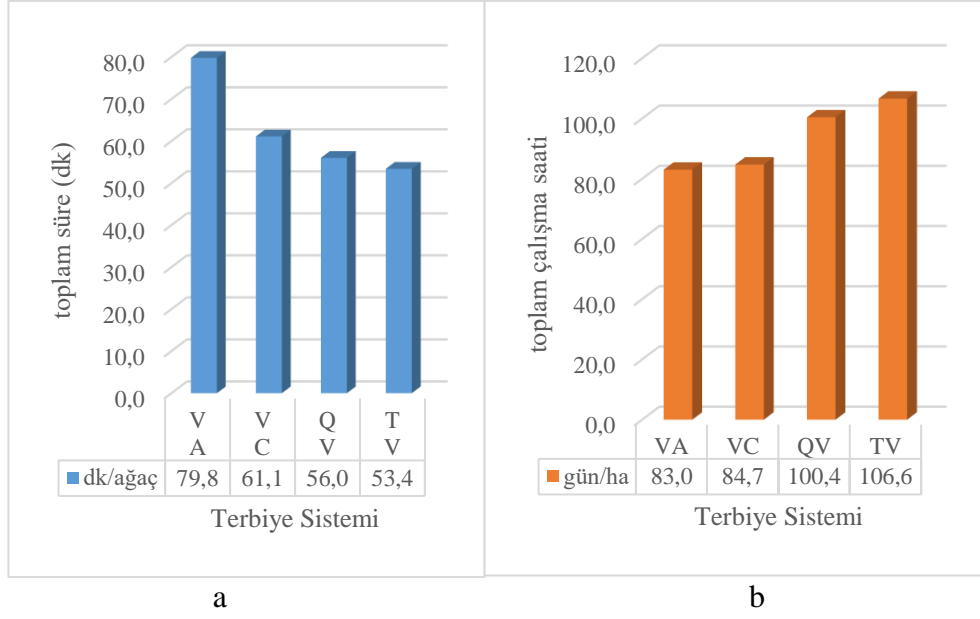 80,0
70,0
60,0
50,0
40,0
30,0
20,0
10,0
0,0
toplam süre (dk)
V A
V C
Q V
T V
dk/ağaç 79,8 61,1 56,0 53,4
Terbiye Sistemi
a
120,0
100,0
80,0
60,0
40,0
20,0
0,0
toplam çalışma saati
VA VC QV TV
gün/ha 83,0 84,7 100,4 106,6
Terbiye Sistemi
b